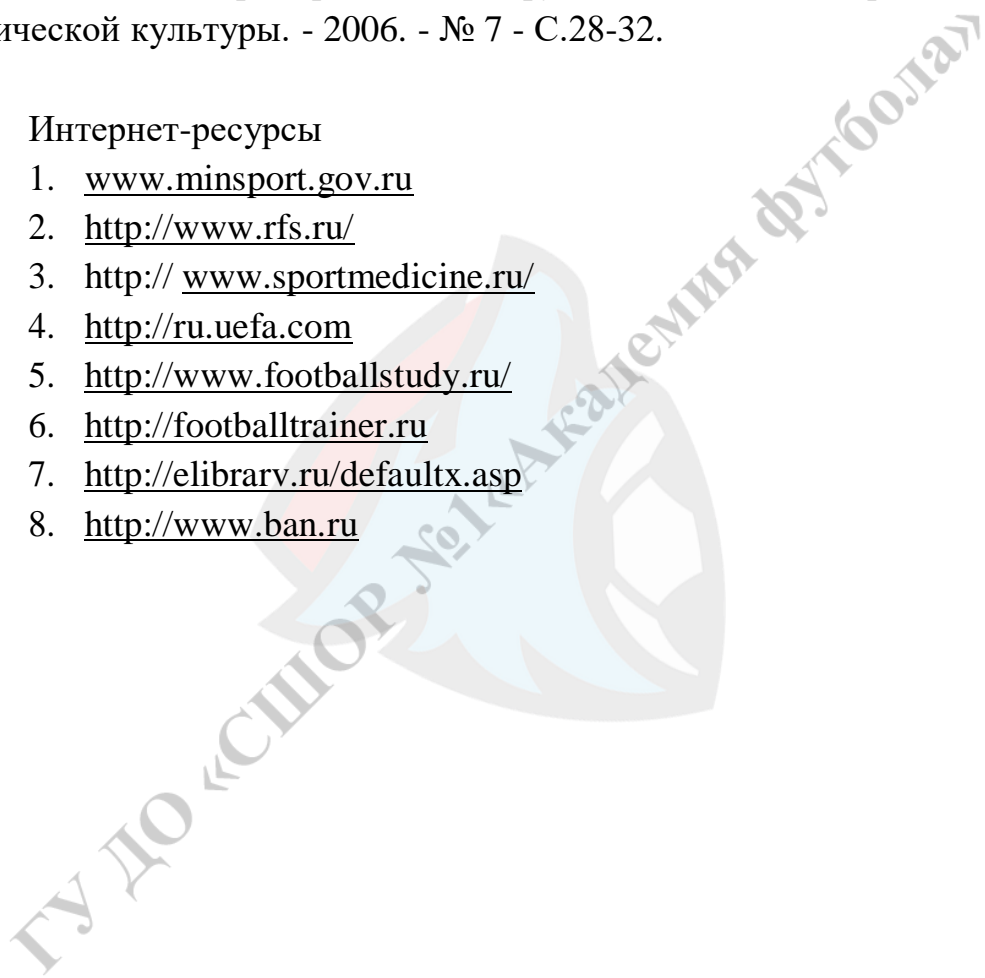 ической культуры. - 2006. - № 7 - С.28-32.
Интернет-ресурсы
1. www.minsport.gov.ru
2. http://www.rfs.ru/
3. http:// www.sportmedicine.ru/
4. http://ru.uefa.com
5. http://www.footballstudy.ru/
6. http://footballtrainer.ru
7. http://elibrarv.ru/defaultx.asp
8. http://www.ban.ru
ГУ ДО «СШОР №1«Академия футбола»